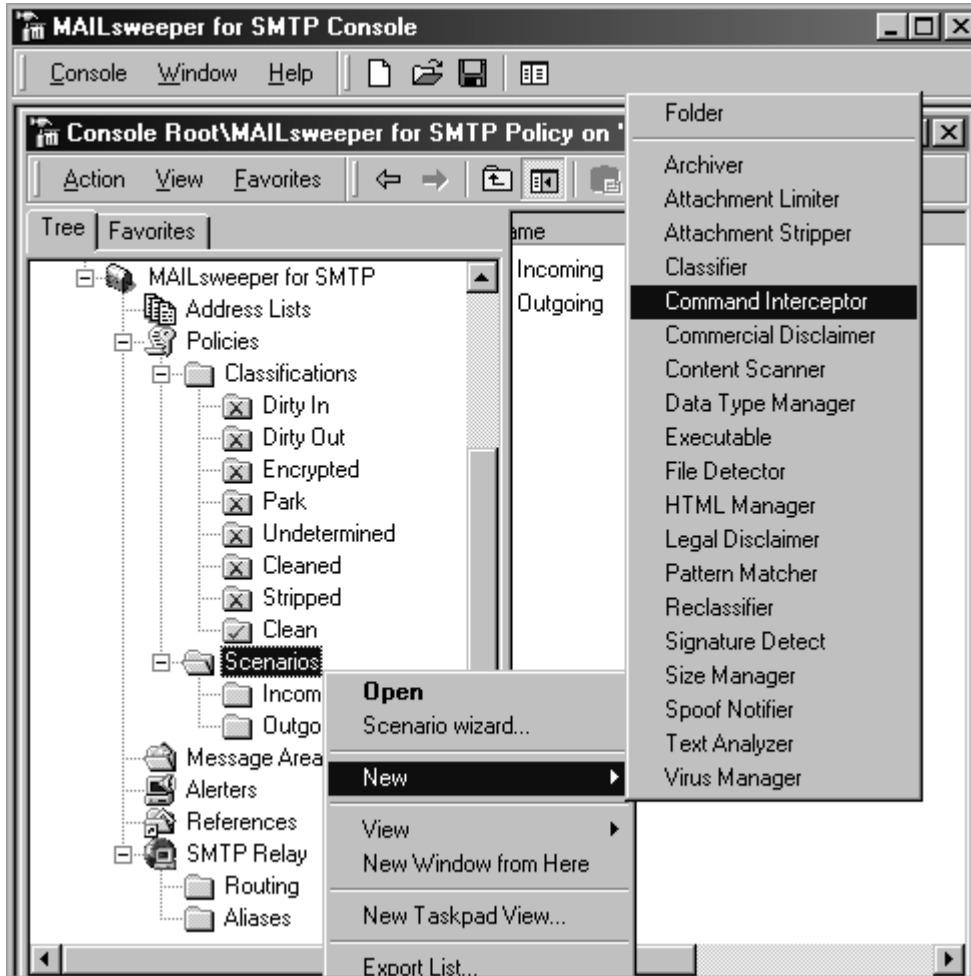 MAILsweeper for SMTP Console
Console Window Help
Console Root\MAILsweeper for SMTP Policy on '
Action View Favorites
Tree Favorites
ame
MAILsweeper for SMTP
Address Lists
Policies
Classifications
Dirty In
Dirty Out
Encrypted
Park
Undetermined
Cleaned
Stripped
Clean
Scenarios
Incom
Outgo
Message Area
Alerters
References
SMTP Relay
Routing
Aliases
Incoming
Outgoing
Open
Scenario wizard...
New
View
New Window from Here
New Taskpad View...
Export List...
Folder
Archiver
Attachment Limiter
Attachment Stripper
Classifier
Command Interceptor
Commercial Disclaimer
Content Scanner
Data Type Manager
Executable
File Detector
HTML Manager
Legal Disclaimer
Pattern Matcher
Reclassifier
Signature Detect
Size Manager
Spoof Notifier
Text Analyzer
Virus Manager